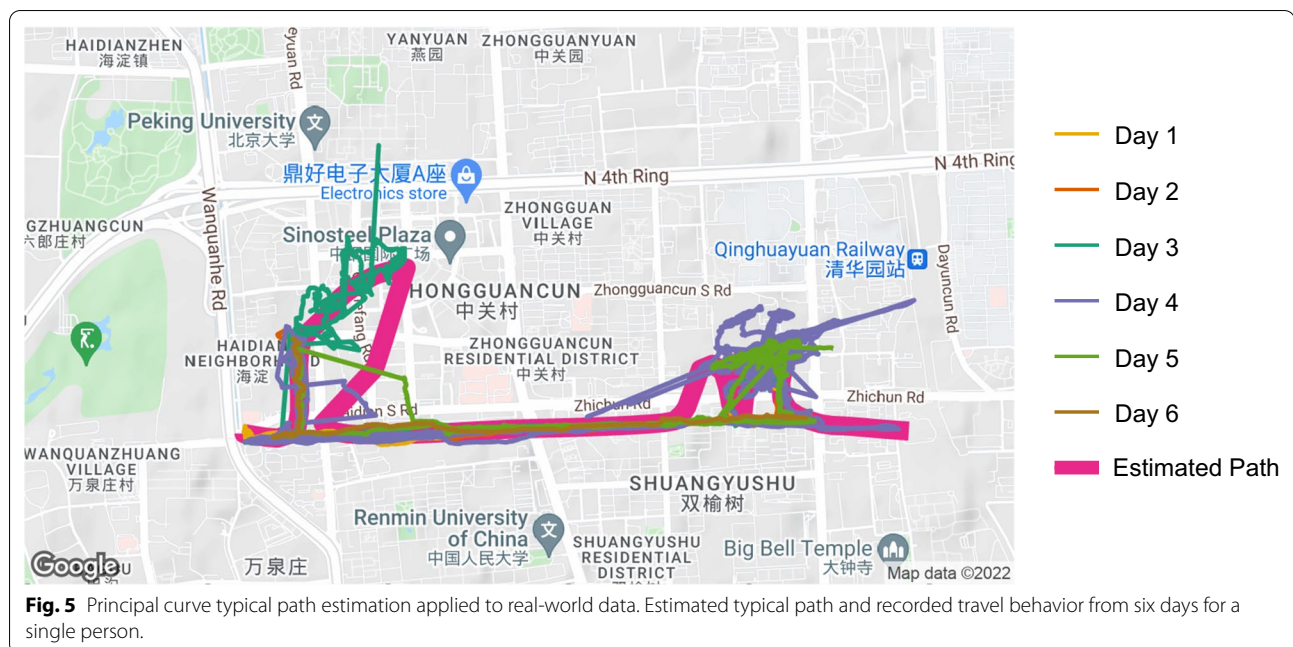 HAIDIANZHEN
海淀镇
eyuan Rd
YANYUAN
燕园
ZHONGGUANYUAN
中关园
Peking University
北京大学
鼎好电子大厦A座
Electronics store
N 4th Ring
N 4th Ring
Wanquanhe Rd
GZHUANGCUN
六郎庄村
Sinosteel Plaza
ZHONGGUAN
VILLAGE
中关村
Qinghuayuan Railway
清华园站
Dayuncun Rd
HONGGUANCUN
中关村
Zhongguancun S Rd
HAIDIAN
NEIGHBORHOOD
海淀
ZHONGGUANCUN
RESIDENTIAL DISTRICT
中关村
Zhichun Rd
Zhichun Rd
WANQUANZHUANG
VILLAGE
万泉庄村
SHUANGYUSHU
双榆树
Renmin University
of China
中国人民大学
SHUANGYUSHU
RESIDENTIAL
DISTRICT
Big Bell Temple
大钟寺
万泉庄
Google
Map data ©2022
Day 1
Day 2
Day 3
Day 4
Day 5
Day 6
Estimated Path
Fig. 5 Principal curve typical path estimation applied to real-world data. Estimated typical path and recorded travel behavior from six days for a
single person.